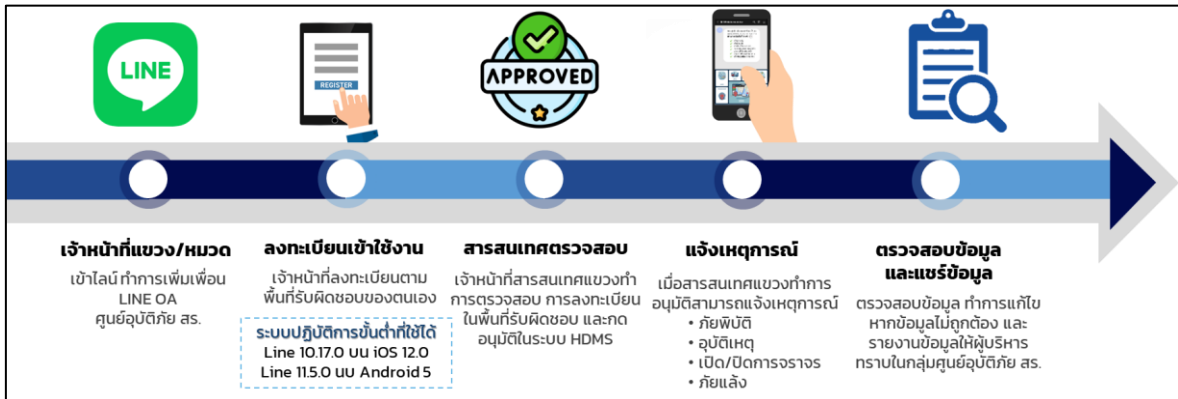 LINE
REGISTER
APPROVED
เจ้าหน้าที่แขวง/หมวด
เข้าไลน์ ทำการเพิ่มเพื่อน
LINE OA
ศูนย์อุบัติภัย สร.
ลงทะเบียนเข้าใช้งาน
เจ้าหน้าที่ลงทะเบียนตาม
พื้นที่รับผิดชอบของตนเอง
ระบบปฏิบัติการขั้นต่ำที่ใช้ได้
Line 10.17.0 บน iOS 12.0
Line 11.5.0 นบ Android 5
สารสนเทศตรวจสอบ
เจ้าหน้าที่สารสนเทศแขวงทำ
การตรวจสอบ การลงทะเบียน
ในพื้นที่รับผิดชอบ และกด
อนุมัติในระบบ HDMS
แจ้งเหตุการณ์
เมื่อสารสนเทศแขวงทำการ
อนุมัติสามารถแจ้งเหตุการณ์
• ภัยพิบัติ
• อุบัติเหตุ
• เปิด/ปิดการจราจร
• ภัยแล้ง
ตรวจสอบข้อมูล
และแชร์ข้อมูล
ตรวจสอบข้อมูล ทำการแก้ไข
หากข้อมูลไม่ถูกต้อง และ
รายงานข้อมูลให้ผู้บริหาร
ทราบในกลุ่มศูนย์อุบัติภัย สร.